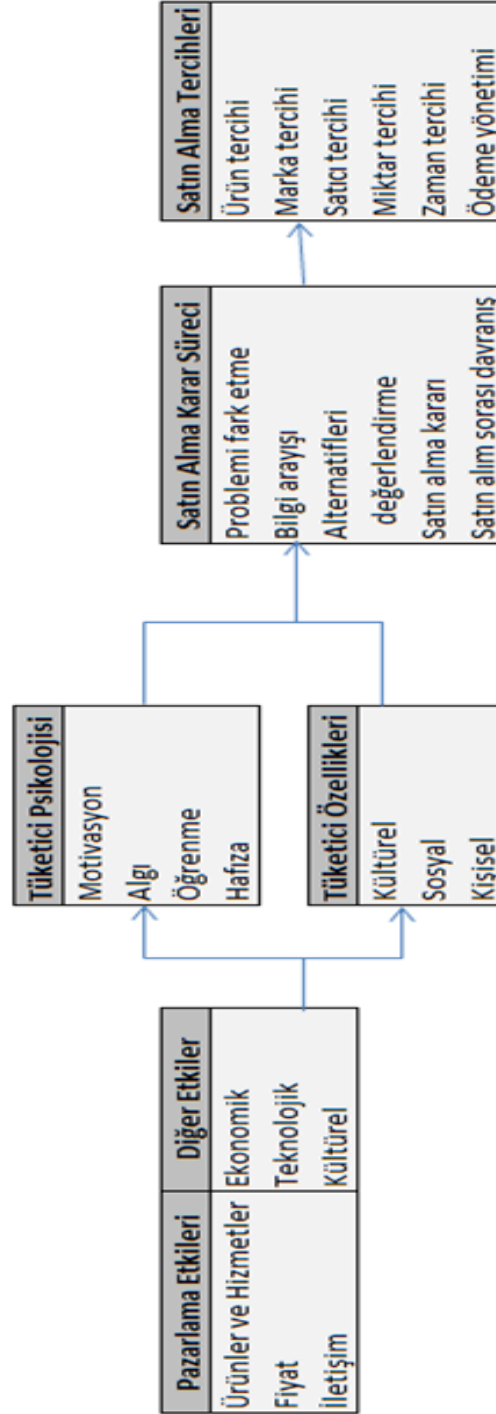 Pazarlama Etkileri
Ürünler ve Hizmetler
Fiyat
İletişim
Diğer Etkiler
Ekonomik
Teknolojik
Kültürel
Tüketici Psikolojisi
Motivasyon
Algı
Öğrenme
Hafıza
Tüketici Özellikleri
Kültürel
Sosyal
Kişisel
Satın Alma Karar Süreci
Problemi fark etme
Bilgi arayışı
Alternatifleri
değerlendirme
Satın alma kararı
Satın alım sorası davranış
Satın Alma Tercihleri
Ürün tercihi
Marka tercihi
Satıcı tercihi
Miktar tercihi
Zaman tercihi
Ödeme yönetimi